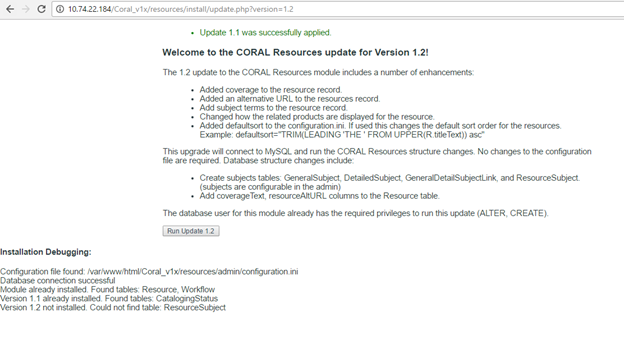 10.74.22.184/Coral_v1x/resources/install/update.php?version=1.2
Update 1.1 was successfully applied.
Welcome to the CORAL Resources update for Version 1.2!
The 1.2 update to the CORAL Resources module includes a number of enhancements:
Added coverage to the resource record.
Added an alternative URL to the resources record.
Add subject terms to the resource record.
Changed how the related products are displayed for the resource.
Added defaultsort to the configuration.ini. If used this changes the default sort order for the resources.
Example: defaultsort="TRIM(LEADING 'THE ' FROM UPPER(R.titleText)) asc"
This upgrade will connect to MySQL and run the CORAL Resources structure changes. No changes to the configuration
file are required. Database structure changes include:
Create subjects tables: GeneralSubject, DetailedSubject, GeneralDetailSubjectLink, and ResourceSubject.
(subjects are configurable in the admin)
Add coverageText, resourceAltURL columns to the Resource table.
The database user for this module already has the required privileges to run this update (ALTER, CREATE).
Run Update 1.2
Installation Debugging:
Configuration file found: /var/www/html/Coral_v1x/resources/admin/configuration.ini
Database connection successful
Module already installed. Found tables: Resource, Workflow
Version 1.1 already installed. Found tables: CatalogingStatus
Version 1.2 not installed. Could not find table: ResourceSubject